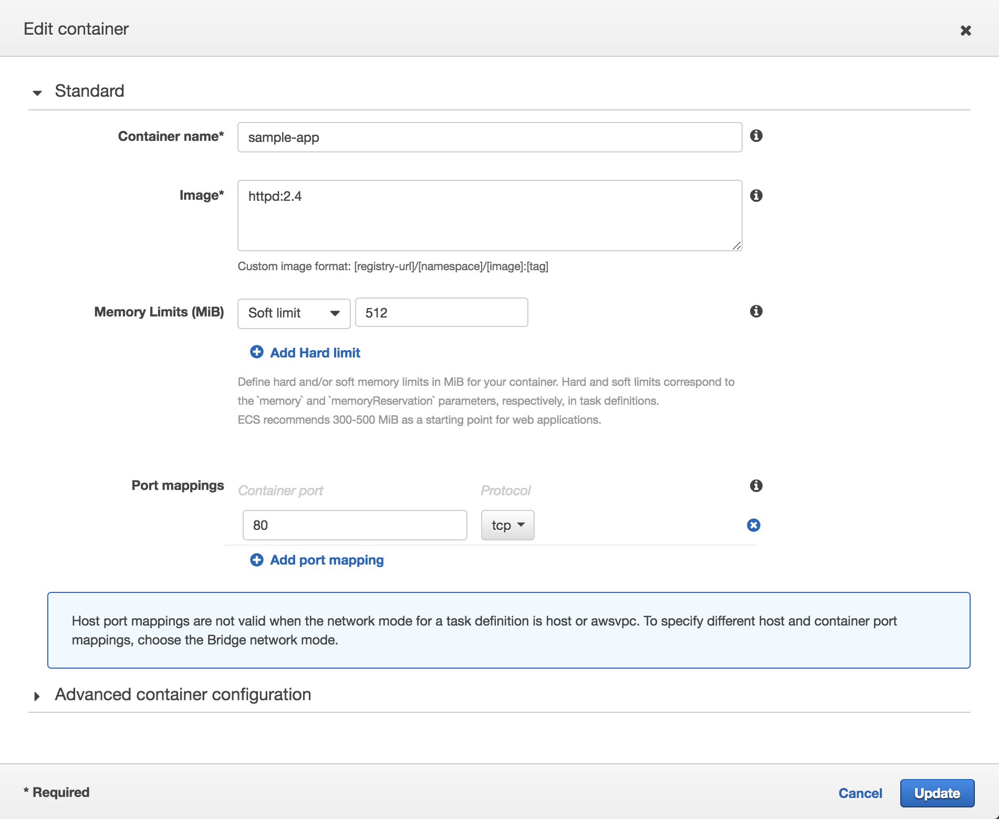 Edit container
Standard
Container name*
sample-app
Image*
httpd:2.4
Custom image format: [registry-url]/[namespace]/[image]:[tag]
Memory Limits (MiB)
Soft limit
512
Add Hard limit
Define hard and/or soft memory limits in MiB for your container. Hard and soft limits correspond to
the `memory` and `memoryReservation` parameters, respectively, in task definitions.
ECS recommends 300-500 MiB as a starting point for web applications.
Port mappings
Container port
Protocol
80
tcp
Add port mapping
Host port mappings are not valid when the network mode for a task definition is host or awsvpc. To specify different host and container port
mappings, choose the Bridge network mode.
Advanced container configuration
* Required
Cancel
Update